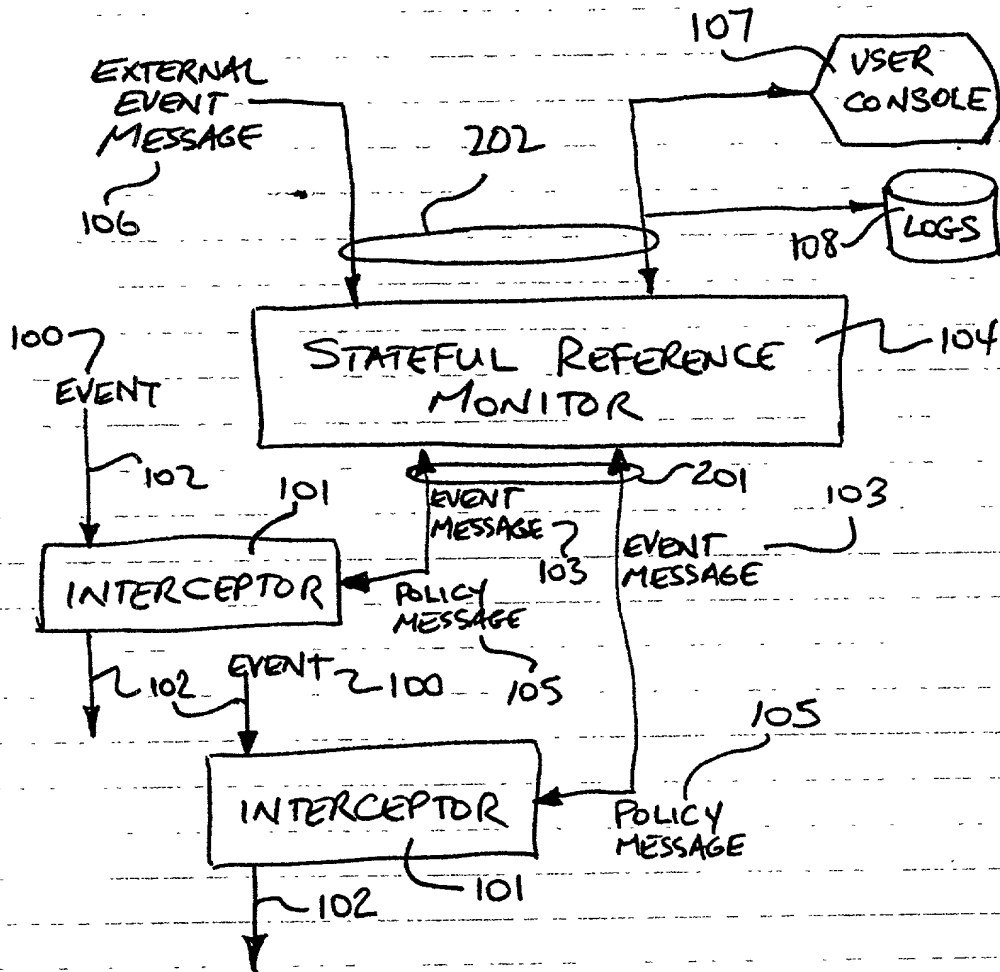 107
USER
CONSOLE
EXTERNAL
EVENT
MESSAGE
106
202
LOGS
108
100
EVENT
STATEFUL REFERENCE
MONITOR
104
102
101
201
EVENT
MESSAGE
103
EVENT
MESSAGE
103
INTERCEPTOR
POLICY
MESSAGE
105
102
EVENT
100
102
105
INTERCEPTOR
POLICY
MESSAGE
101
102